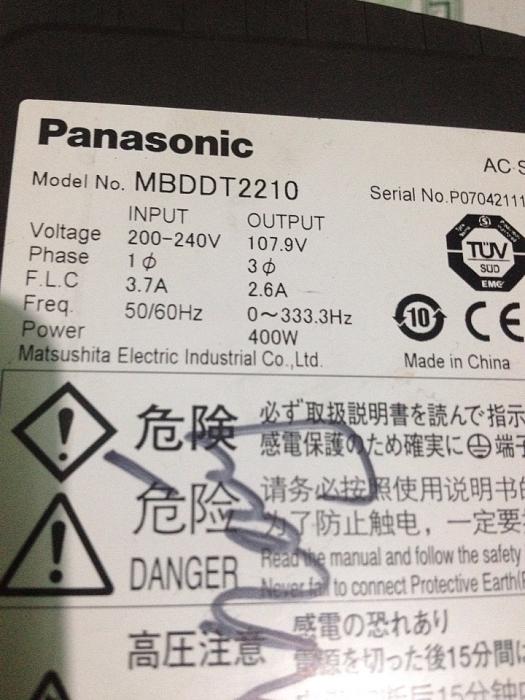 Panasonic
AC-S
Model No. MBDDT2210
Serial No.P07042111
INPUT OUTPUT
Voltage 200-240V 107.9V
Phase 1ϕ 3ϕ
F.L.C 3.7A 2.6A
Freq. 50/60Hz 0～333.3Hz
Power 400W
Matsushita Electric Industrial Co.,Ltd.
TÜV
SÜD
EMC
10
CE
Made in China
危険
必ず取扱説明書を読んで指示
感電保護のため確実に端子
危险
请务必按照使用说明书的
为了防止触电，一定要
DANGER
Read the manual and follow the safety
Never fail to connect Protective Earth(
高圧注意
感電の恐れあり
電源を切った後15分間に